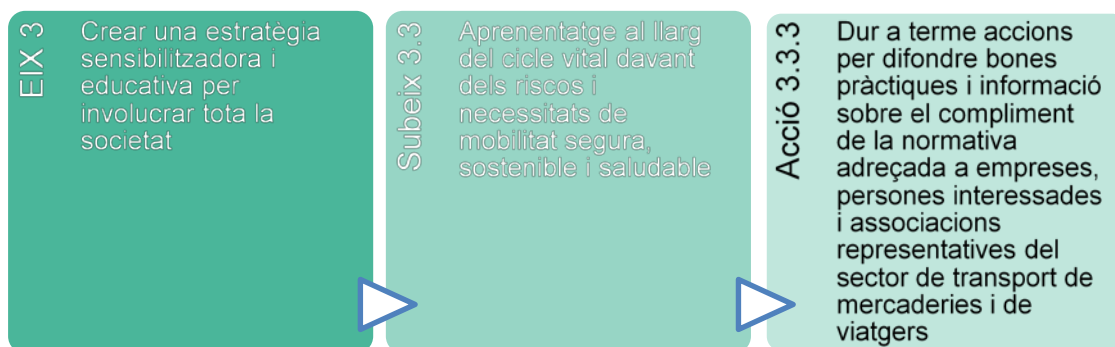 EIX 3
Crear una estratègia
sensibilitzadora i
educativa per
involucrar tota la
societat
Subeix 3.3
Aprenentatge al llarg
del cicle vital davant
dels riscos i
necessitats de
mobilitat segura,
sostenible i saludable
Acció 3.3.3
Dur a terme accions
per difondre bones
pràctiques i informació
sobre el compliment
de la normativa
adreçada a empreses,
persones interessades
i associacions
representatives del
sector de transport de
mercaderies i de
viatgers